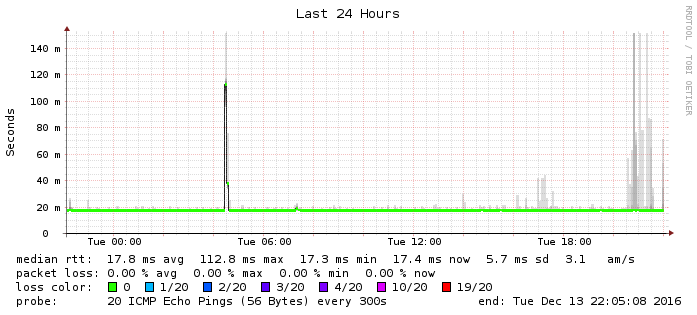 Last 24 Hours
RRDTOOL / TOBI OETIKER
Seconds
140 m
120 m
100 m
80 m
60 m
40 m
20 m
0
Tue 00:00 Tue 06:00 Tue 12:00 Tue 18:00
median rtt: 17.8 ms avg 112.8 ms max 17.3 ms min 17.4 ms now 5.7 ms sd 3.1 am/s
packet loss: 0.00 % avg 0.00 % max 0.00 % min 0.00 % now
loss color: 0 1/20 2/20 3/20 4/20 10/20 19/20
probe: 20 ICMP Echo Pings (56 Bytes) every 300s end: Tue Dec 13 22:05:08 2016